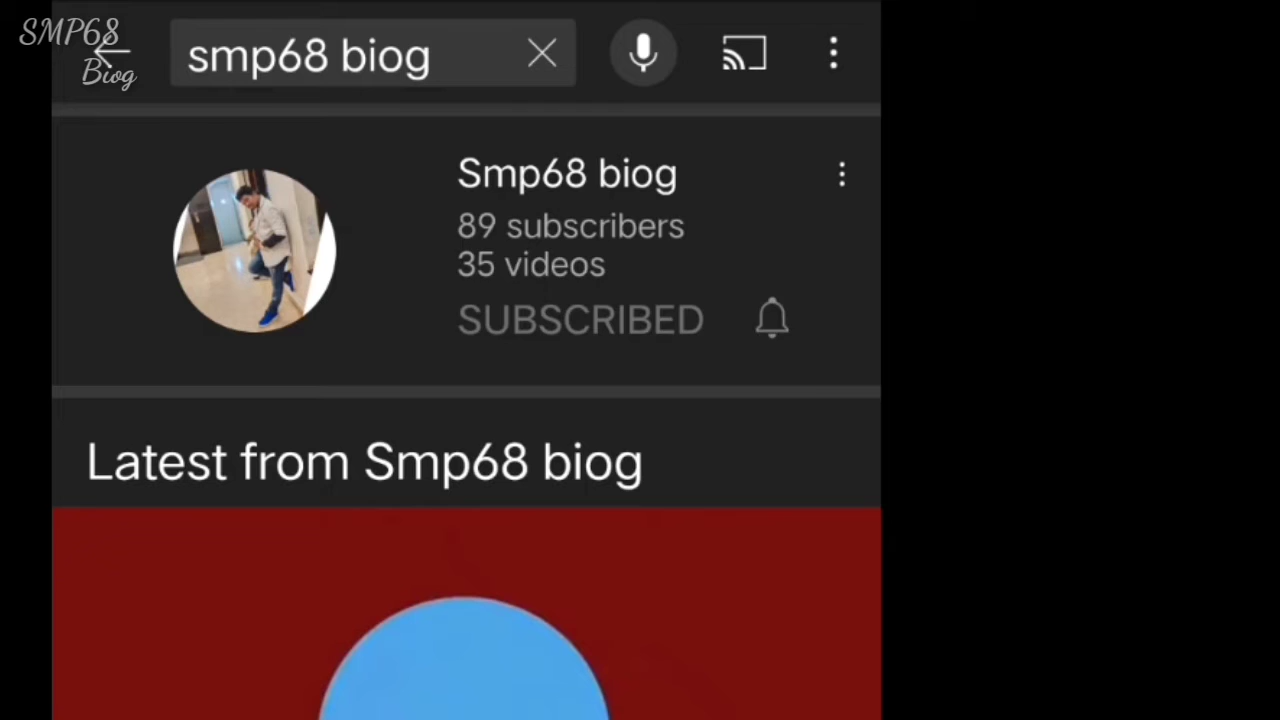 SMP68
Biog
smp68 biog
Smp68 biog
89 subscribers
35 videos
SUBSCRIBED
Latest from Smp68 biog